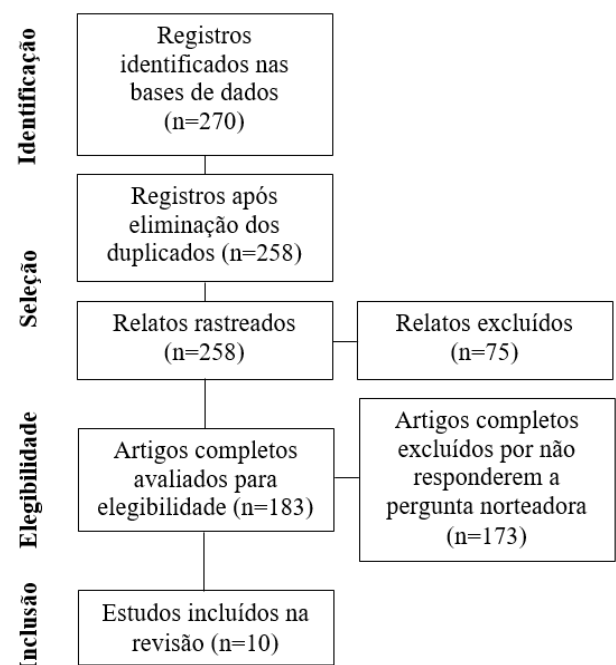 Identificação
Registros
identificados nas
bases de dados
(n=270)
Seleção
Registros após
eliminação dos
duplicados (n=258)
Relatos rastreados
(n=258)
Relatos excluídos
(n=75)
Elegibilidade
Artigos completos
avaliados para
elegibilidade (n=183)
Artigos completos
excluídos por não
responderem a
pergunta norteadora
(n=173)
Inclusão
Estudos incluídos na
revisão (n=10)